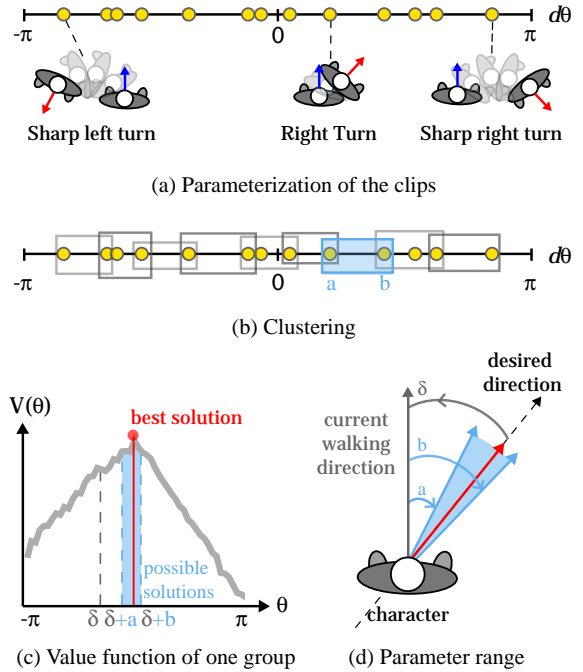 -π 0 π dθ
Sharp left turn Right Turn Sharp right turn
(a) Parameterization of the clips
-π 0 π dθ
a b
(b) Clustering
V(θ)
best solution
possible
solutions
-π δ δ+a δ+b π θ
(c) Value function of one group
desired
direction
δ
current
walking
direction
b
a
character
(d) Parameter range